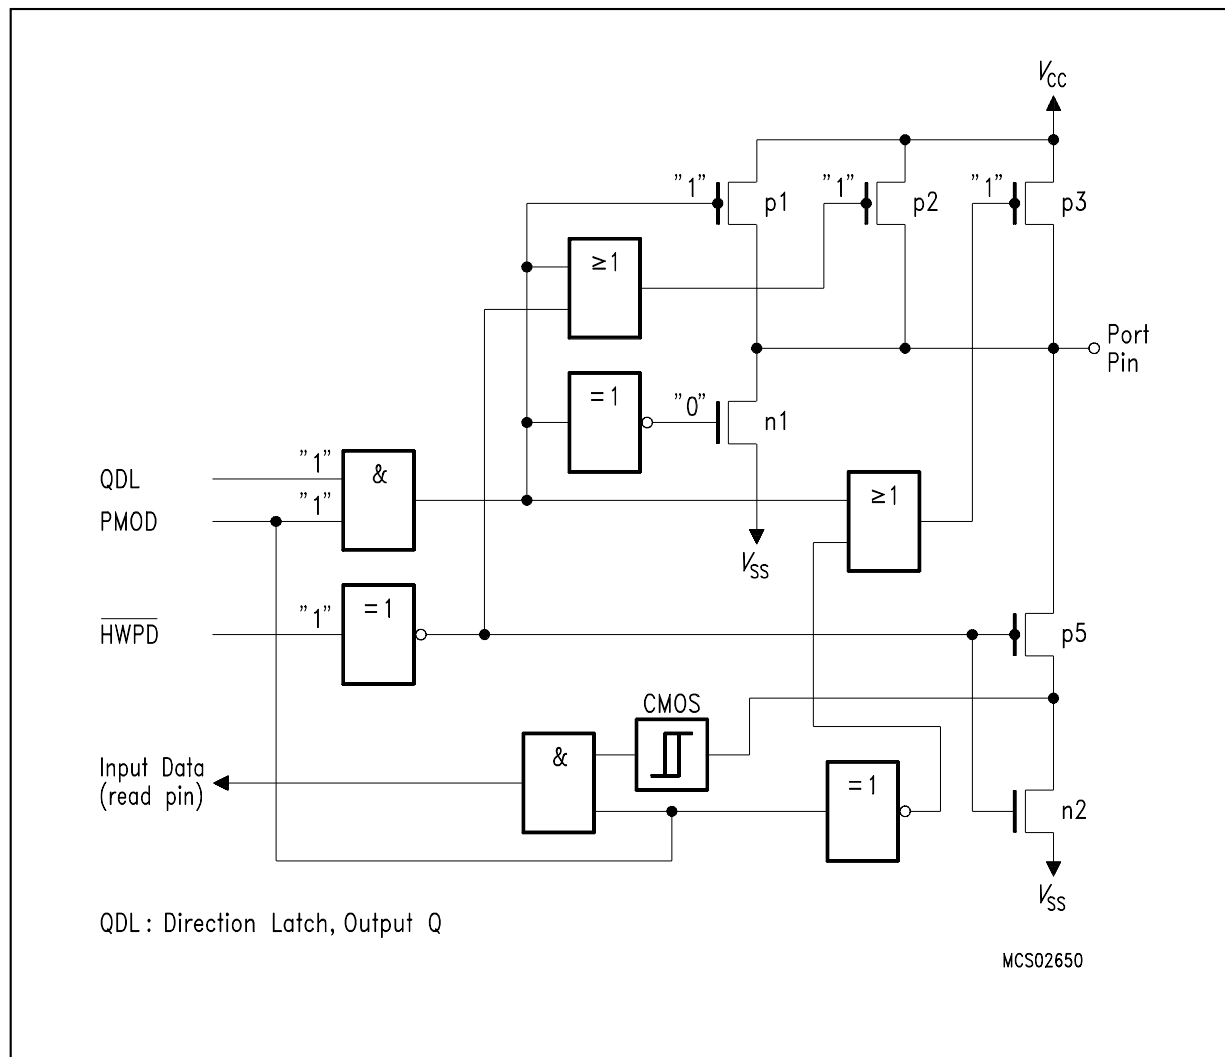 VCC
"1"
p1
"1"
p2
"1"
p3
≥1
Port
Pin
=1
"0"
n1
QDL
"1"
&
PMOD
"1"
≥1
VSS
HWPD
"1"
=1
p5
CMOS
Input Data
(read pin)
&
=1
n2
VSS
QDL: Direction Latch, Output Q
MCS02650